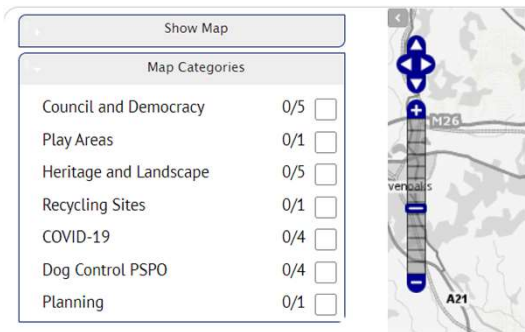 Show Map
Map Categories
Council and Democracy 0/5
Play Areas 0/1
Heritage and Landscape 0/5
Recycling Sites 0/1
COVID-19 0/4
Dog Control PSPO 0/4
Planning 0/1
M26
venoaks
A21